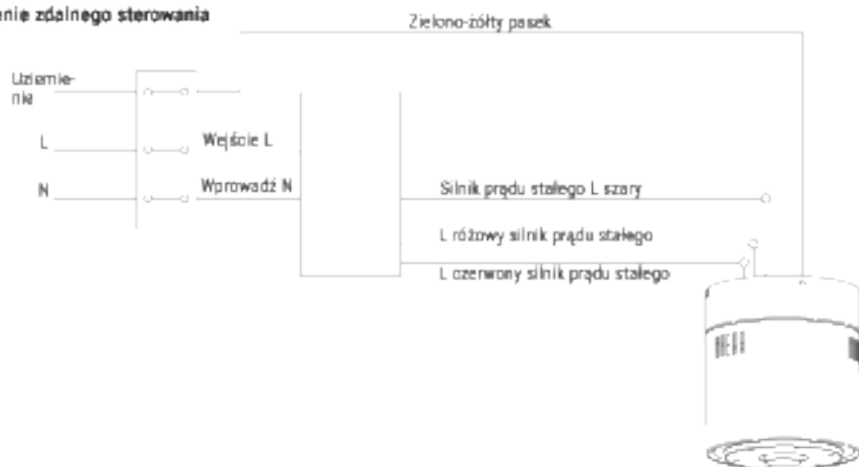 enie zdalnego sterowania
Zielono-żółty pasek
Uziemie-
nie
L
Wejście L
N
Wprowadź N
Silnik prądu stałego L szary
L różowy silnik prądu stałego
L czerwony silnik prądu stałego